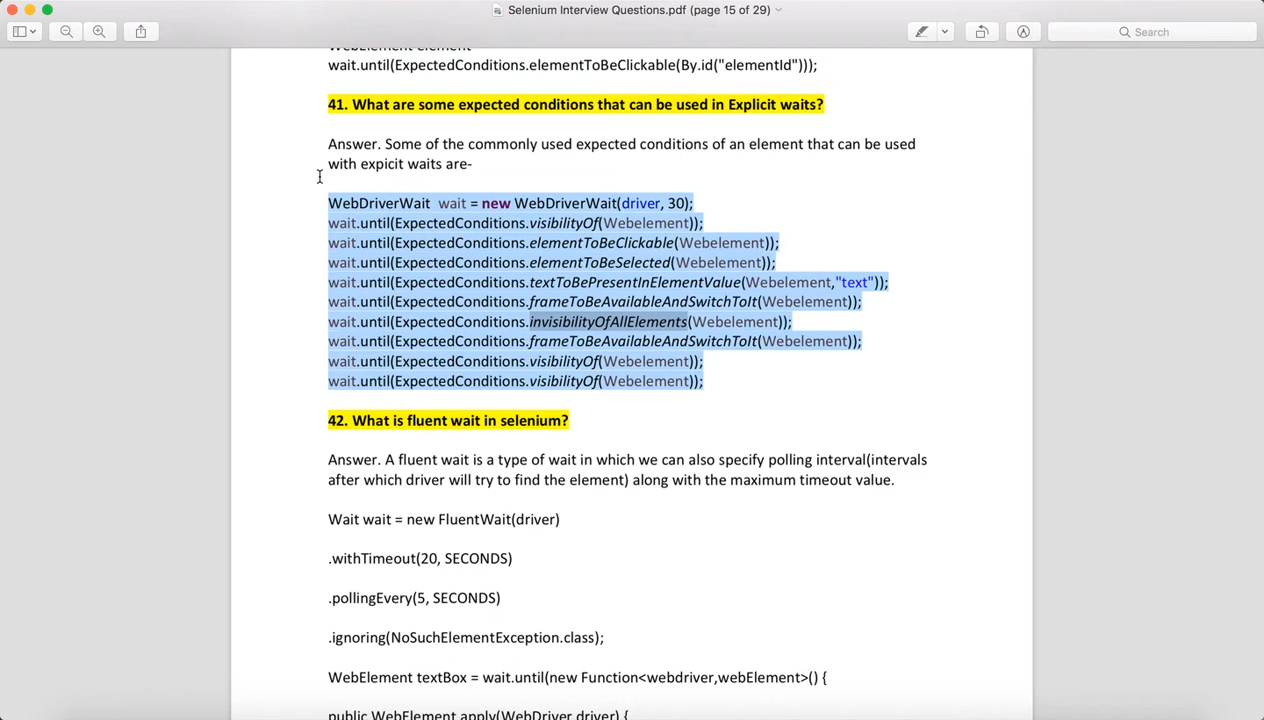 Selenium Interview Questions.pdf (page 15 of 29)
Search
WebElement element
wait.until(ExpectedConditions.elementToBeClickable(By.id("elementId")));
41. What are some expected conditions that can be used in Explicit waits?
Answer. Some of the commonly used expected conditions of an element that can be used
with expicit waits are-
WebDriverWait wait = new WebDriverWait(driver, 30);
wait.until(ExpectedConditions.visibilityOf(Webelement));
wait.until(ExpectedConditions.elementToBeClickable(Webelement));
wait.until(ExpectedConditions.elementToBeSelected(Webelement));
wait.until(ExpectedConditions.textToBePresentInElementValue(Webelement,"text"));
wait.until(ExpectedConditions.frameToBeAvailableAndSwitchToIt(Webelement));
wait.until(ExpectedConditions.invisibilityOfAllElements(Webelement));
wait.until(ExpectedConditions.frameToBeAvailableAndSwitchToIt(Webelement));
wait.until(ExpectedConditions.visibilityOf(Webelement));
wait.until(ExpectedConditions.visibilityOf(Webelement));
42. What is fluent wait in selenium?
Answer. A fluent wait is a type of wait in which we can also specify polling interval(intervals
after which driver will try to find the element) along with the maximum timeout value.
Wait wait = new FluentWait(driver)
.withTimeout(20, SECONDS)
.pollingEvery(5, SECONDS)
.ignoring(NoSuchElementException.class);
WebElement textBox = wait.until(new Function<webdriver,webElement>() {
public WebElement apply(WebDriver driver) {